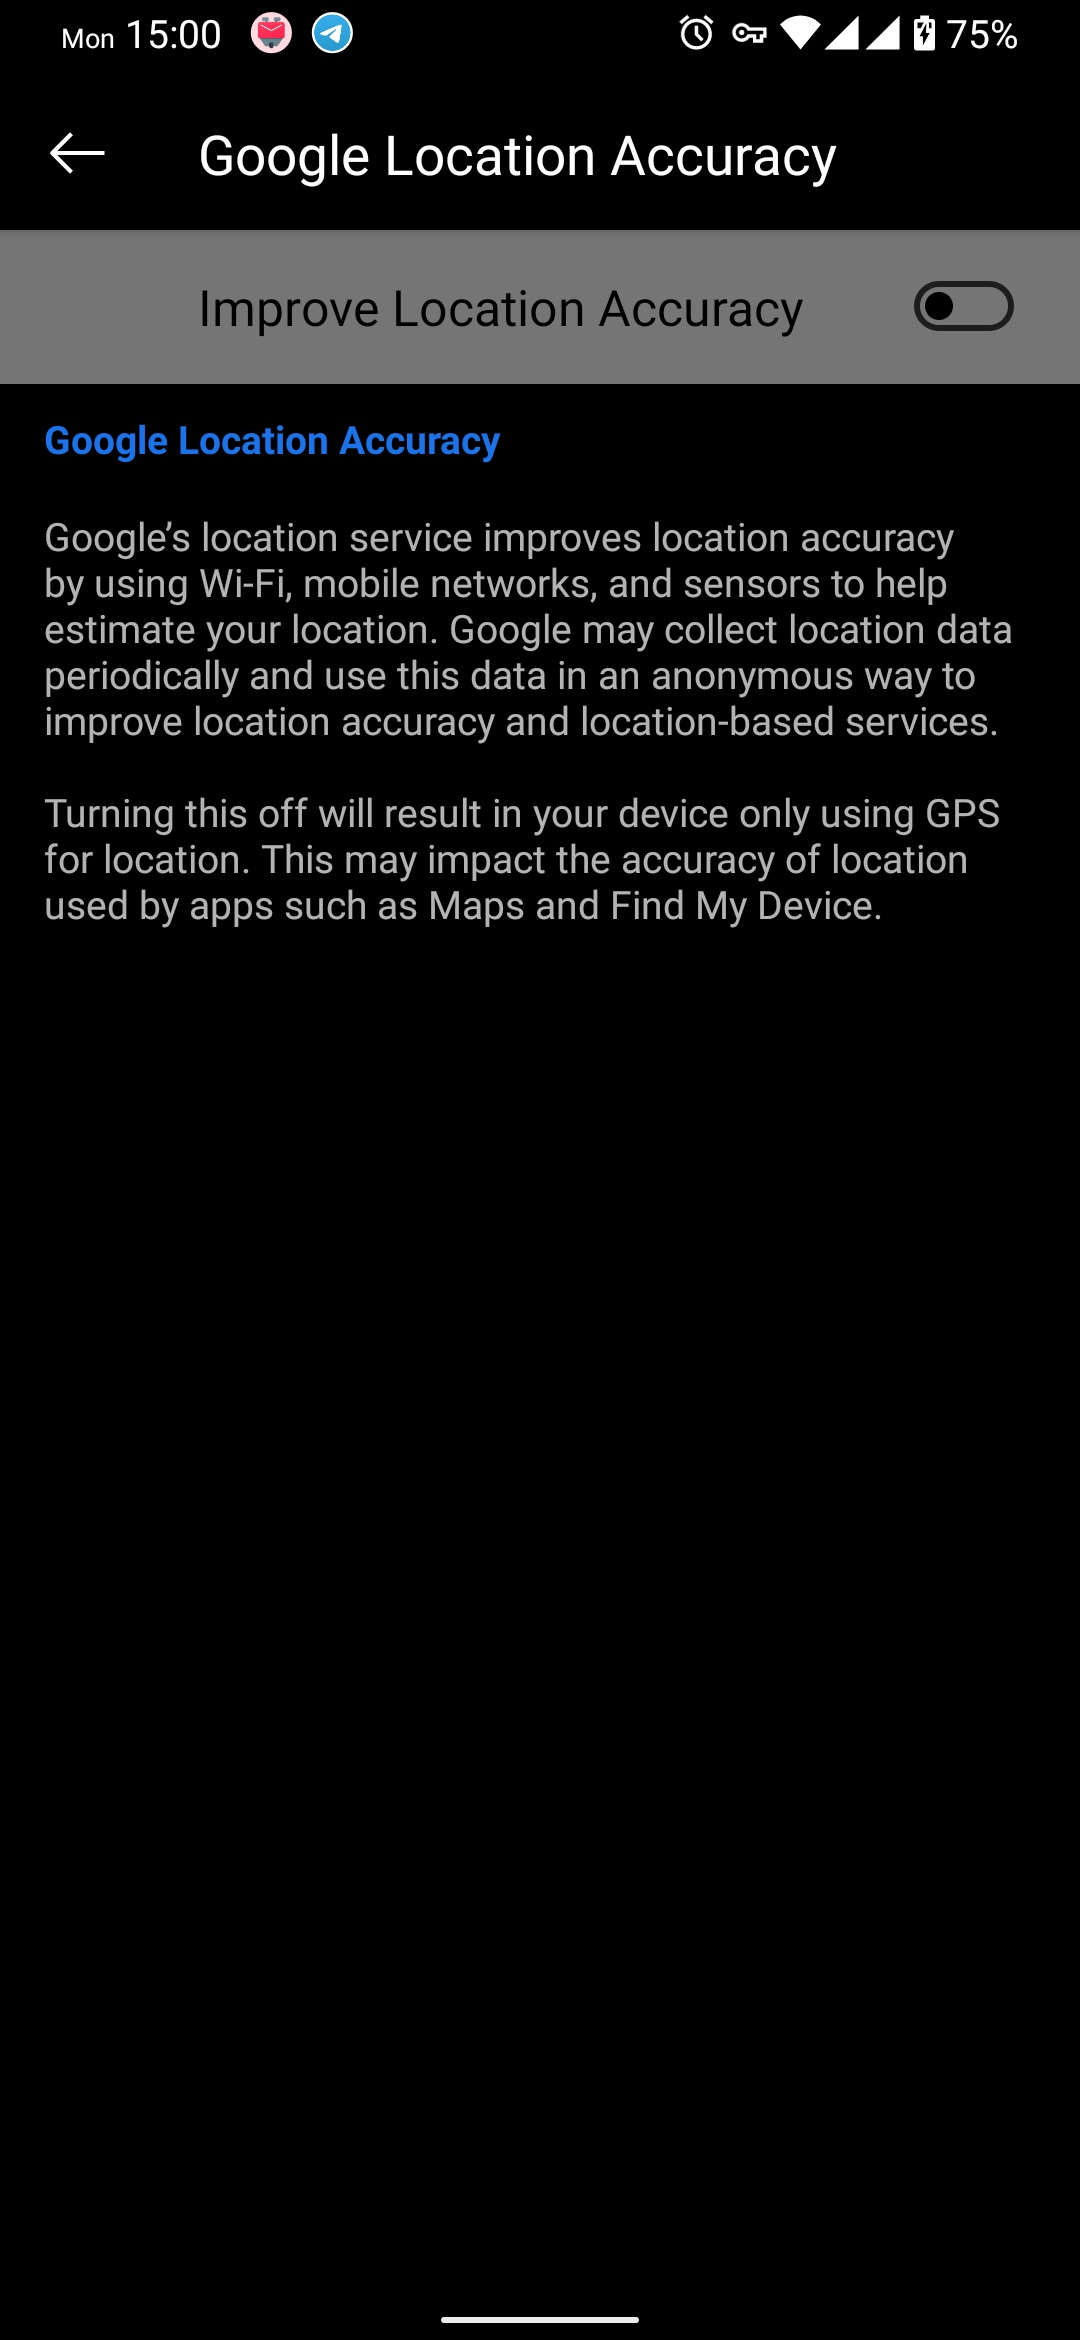 Mon 15:00 75%
Google Location Accuracy
Improve Location Accuracy
Google Location Accuracy
Google’s location service improves location accuracy
by using Wi-Fi, mobile networks, and sensors to help
estimate your location. Google may collect location data
periodically and use this data in an anonymous way to
improve location accuracy and location-based services.
Turning this off will result in your device only using GPS
for location. This may impact the accuracy of location
used by apps such as Maps and Find My Device.